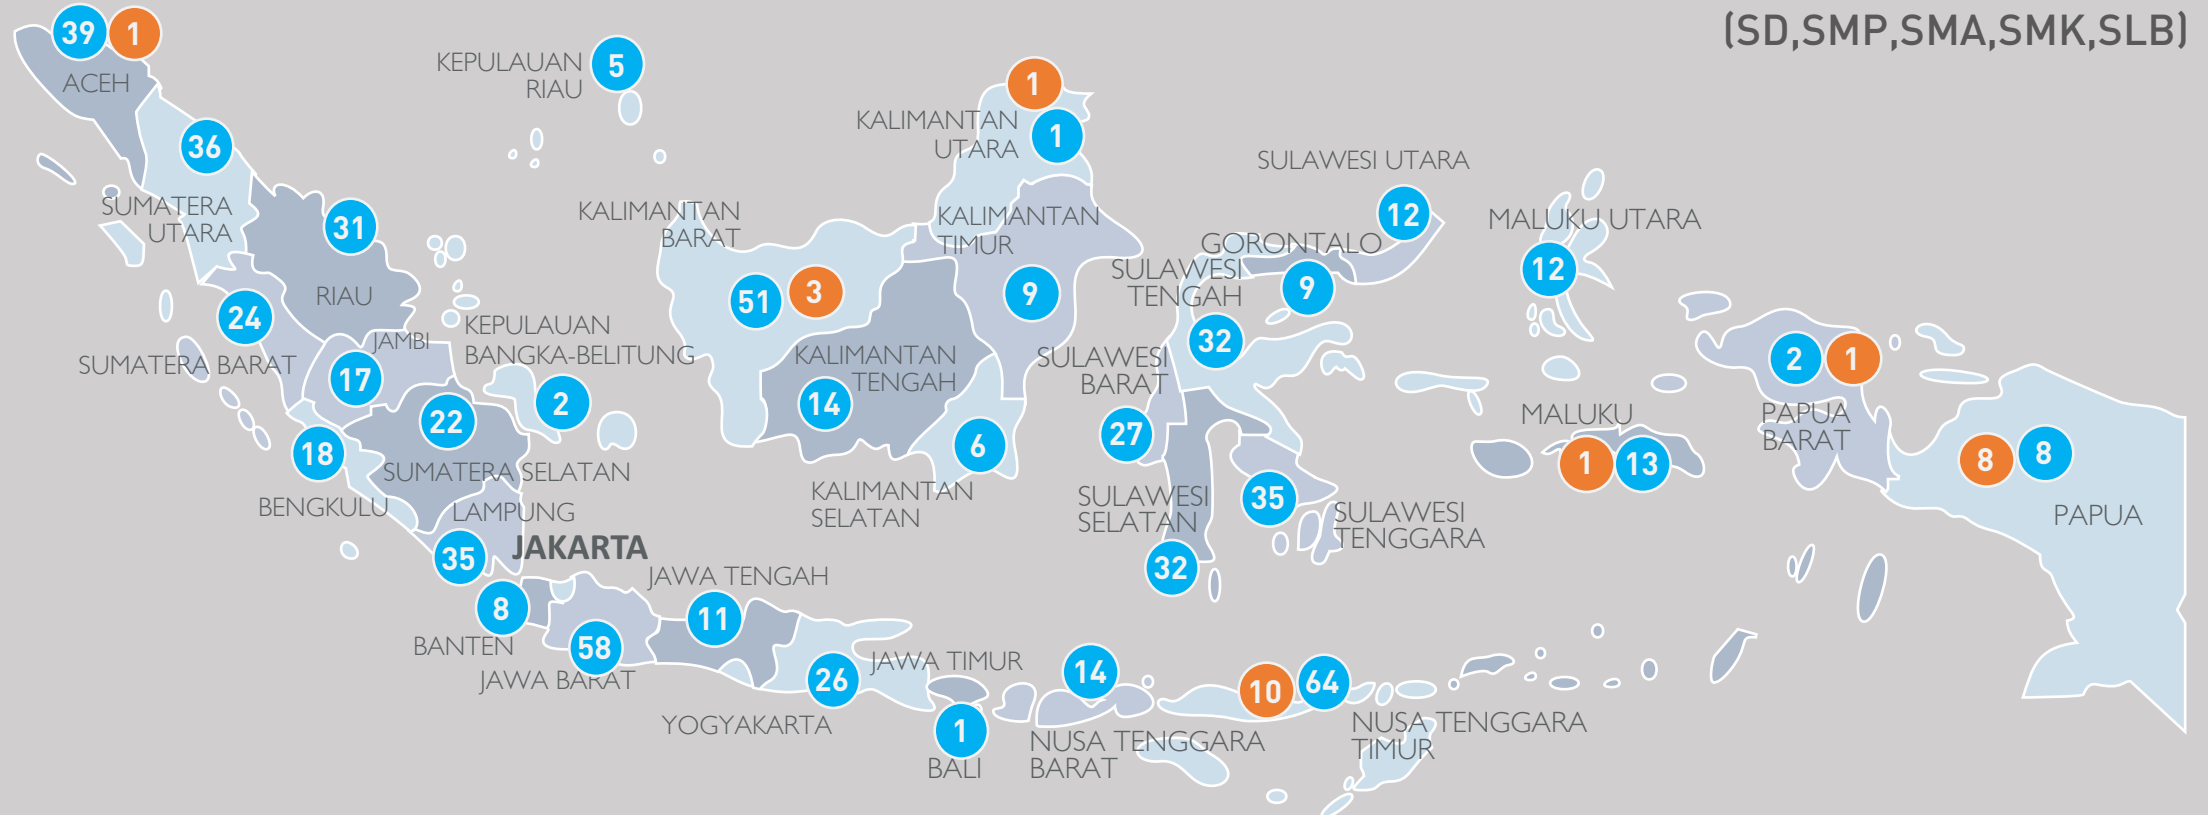 (SD,SMP,SMA,SMK,SLB)
39 1
ACEH
KEPULAUAN
RIAU
5
36
SUMATERA
UTARA
31
RIAU
24
SUMATERA BARAT
JAMBI
17
KEPULAUAN
BANGKA-BELITUNG
2
22
SUMATERA SELATAN
18
BENGKULU
LAMPUNG
35
JAKARTA
8
BANTEN
58
JAWA BARAT
JAWA TENGAH
11
YOGYAKARTA
26
JAWA TIMUR
1
BALI
14
NUSA TENGGARA
BARAT
10 64
NUSA TENGGARA
TIMUR
KALIMANTAN
BARAT
51 3
1
KALIMANTAN
UTARA
1
KALIMANTAN
TIMUR
9
KALIMANTAN
TENGAH
14
6
KALIMANTAN
SELATAN
SULAWESI UTARA
12
GORONTALO
9
SULAWESI
TENGAH
32
SULAWESI
BARAT
27
SULAWESI
SELATAN
32
35
SULAWESI
TENGGARA
MALUKU UTARA
12
MALUKU
1 13
2 1
PAPUA
BARAT
8 8
PAPUA